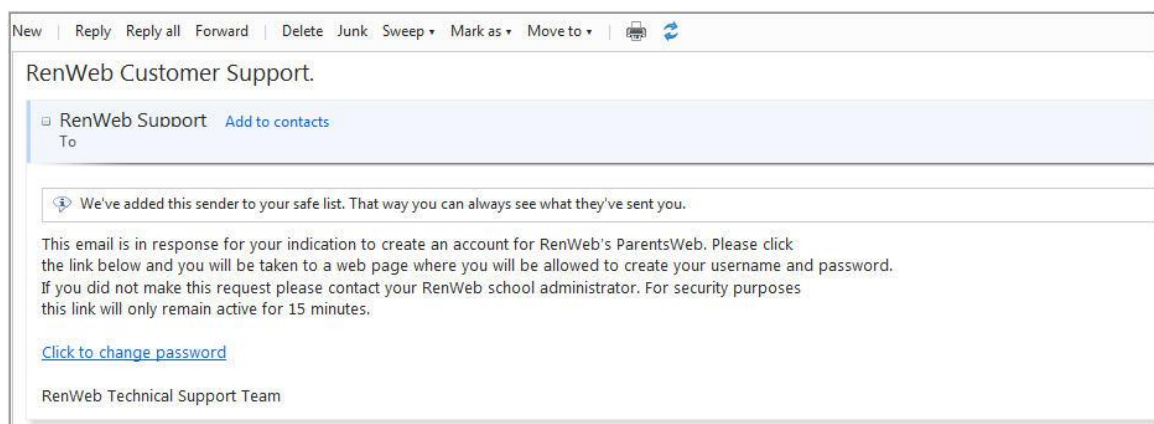 New | Reply Reply all Forward | Delete Junk Sweep Mark as Move to |
RenWeb Customer Support.
RenWeb Support Add to contacts
To
We've added this sender to your safe list. That way you can always see what they've sent you.
This email is in response for your indication to create an account for RenWeb's ParentsWeb. Please click
the link below and you will be taken to a web page where you will be allowed to create your username and password.
If you did not make this request please contact your RenWeb school administrator. For security purposes
this link will only remain active for 15 minutes.
Click to change password
RenWeb Technical Support Team